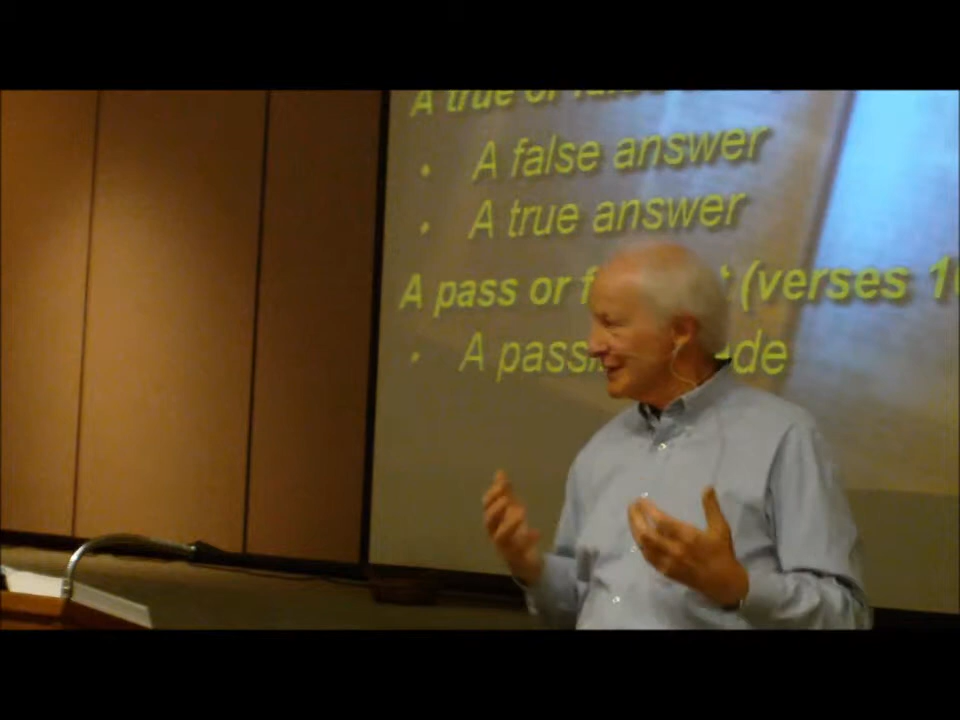 A true or
• A false answer
• A true answer
A pass or (verses
• A